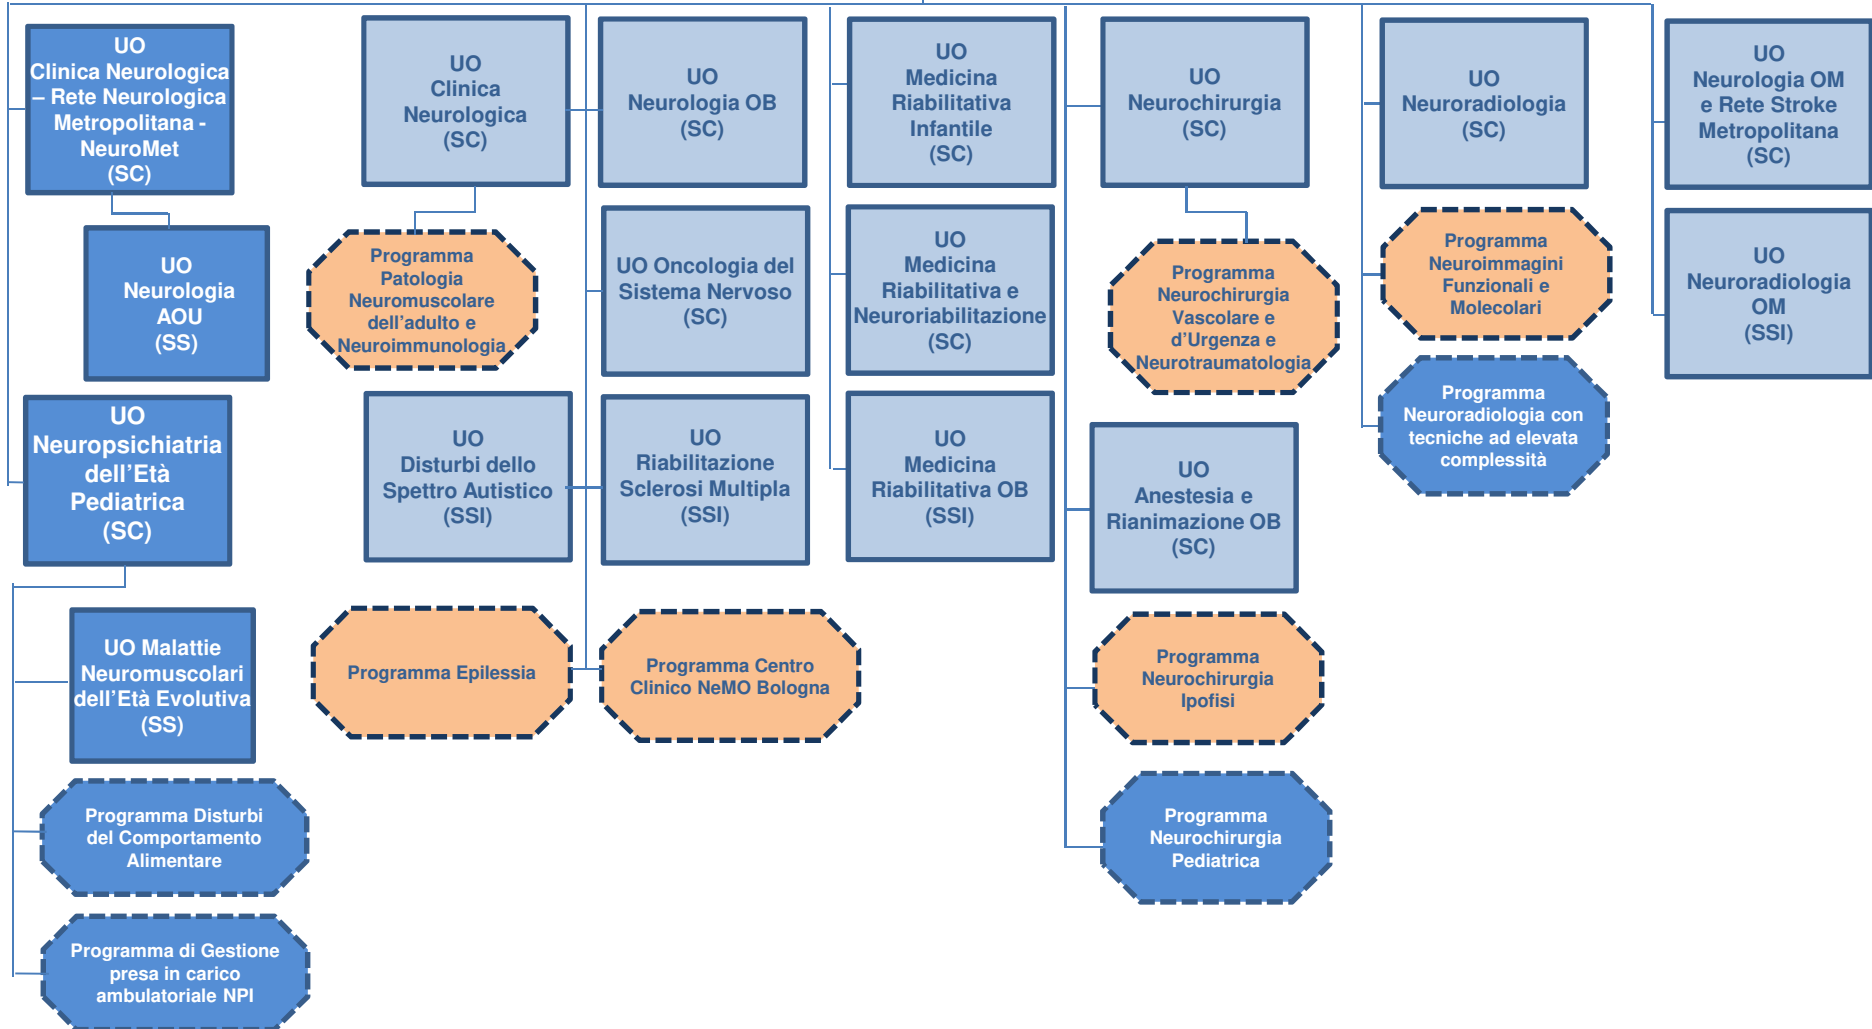 UO
Clinica Neurologica
– Rete Neurologica
Metropolitana -
NeuroMet
(SC)
UO
Clinica
Neurologica
(SC)
UO
Neurologia OB
(SC)
UO
Medicina
Riabilitativa
Infantile
(SC)
UO
Neurochirurgia
(SC)
UO
Neuroradiologia
(SC)
UO
Neurologia OM
e Rete Stroke
Metropolitana
(SC)
UO
Neurologia
AOU
(SS)
Programma
Patologia
Neuromuscolare
dell'adulto e
Neuroimmunologia
UO Oncologia del
Sistema Nervoso
(SC)
UO
Medicina
Riabilitativa e
Neuroriabilitazione
(SC)
Programma
Neurochirurgia
Vascolare e
d'Urgenza e
Neurotraumatologia
Programma
Neuroimmagini
Funzionali e
Molecolari
UO
Neuroradiologia
OM
(SSI)
UO
Neuropsichiatria
dell'Età
Pediatrica
(SC)
UO
Disturbi dello
Spettro Autistico
(SSI)
UO
Riabilitazione
Sclerosi Multipla
(SSI)
UO
Medicina
Riabilitativa OB
(SSI)
UO
Anestesia e
Rianimazione OB
(SC)
Programma
Neuroradiologia con
tecniche ad elevata
complessità
UO Malattie
Neuromuscolari
dell'Età Evolutiva
(SS)
Programma Epilessia
Programma Centro
Clinico NeMO Bologna
Programma
Neurochirurgia
Ipofisi
Programma Disturbi
del Comportamento
Alimentare
Programma
Neurochirurgia
Pediatrica
Programma di Gestione
presa in carico
ambulatoriale NPI